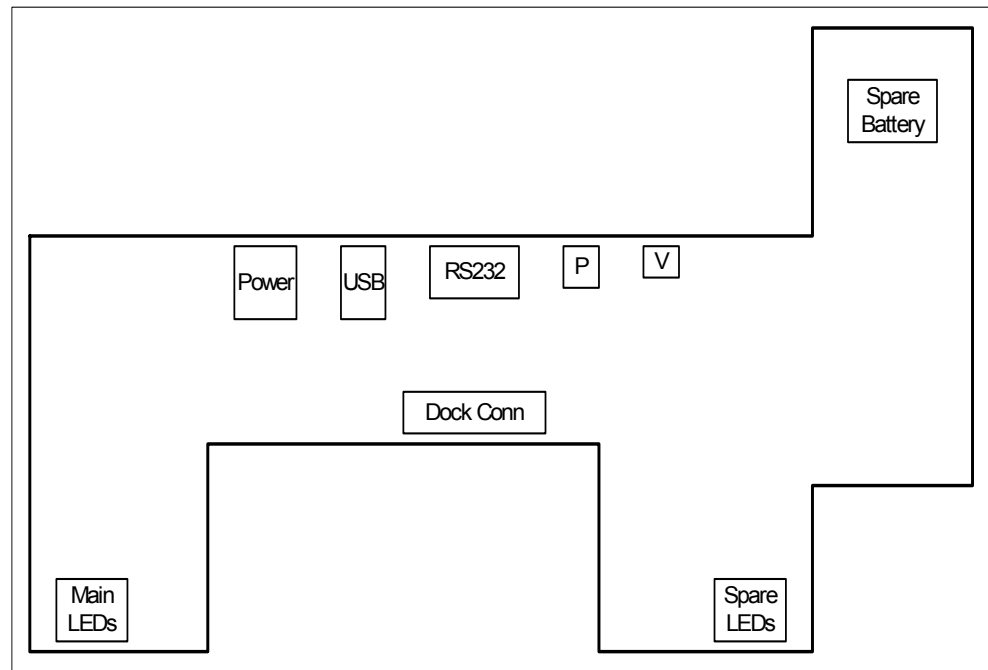 Spare
Battery
Power
USB
RS232
P
V
Dock Conn
Main
LEDs
Spare
LEDs